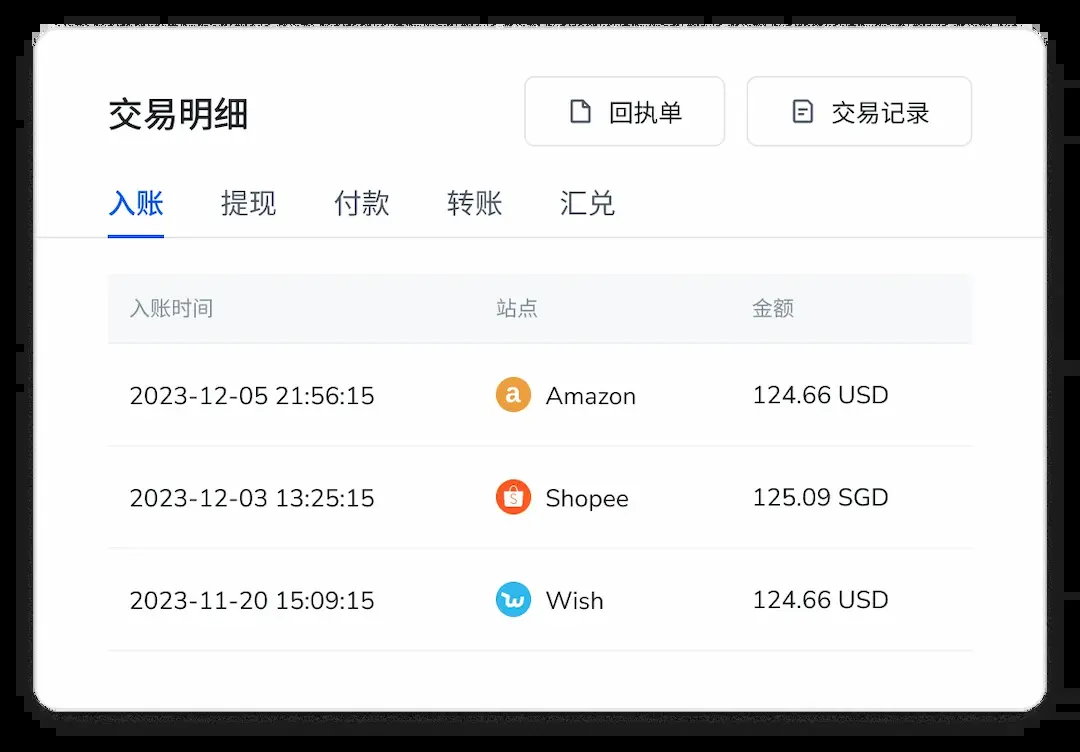 交易明细 回执单 交易记录
入账 提现 付款 转账 汇兑
入账时间 站点 金额
2023-12-05 21:56:15 a Amazon 124.66 USD
2023-12-03 13:25:15 S Shopee 125.09 SGD
2023-11-20 15:09:15 w Wish 124.66 USD